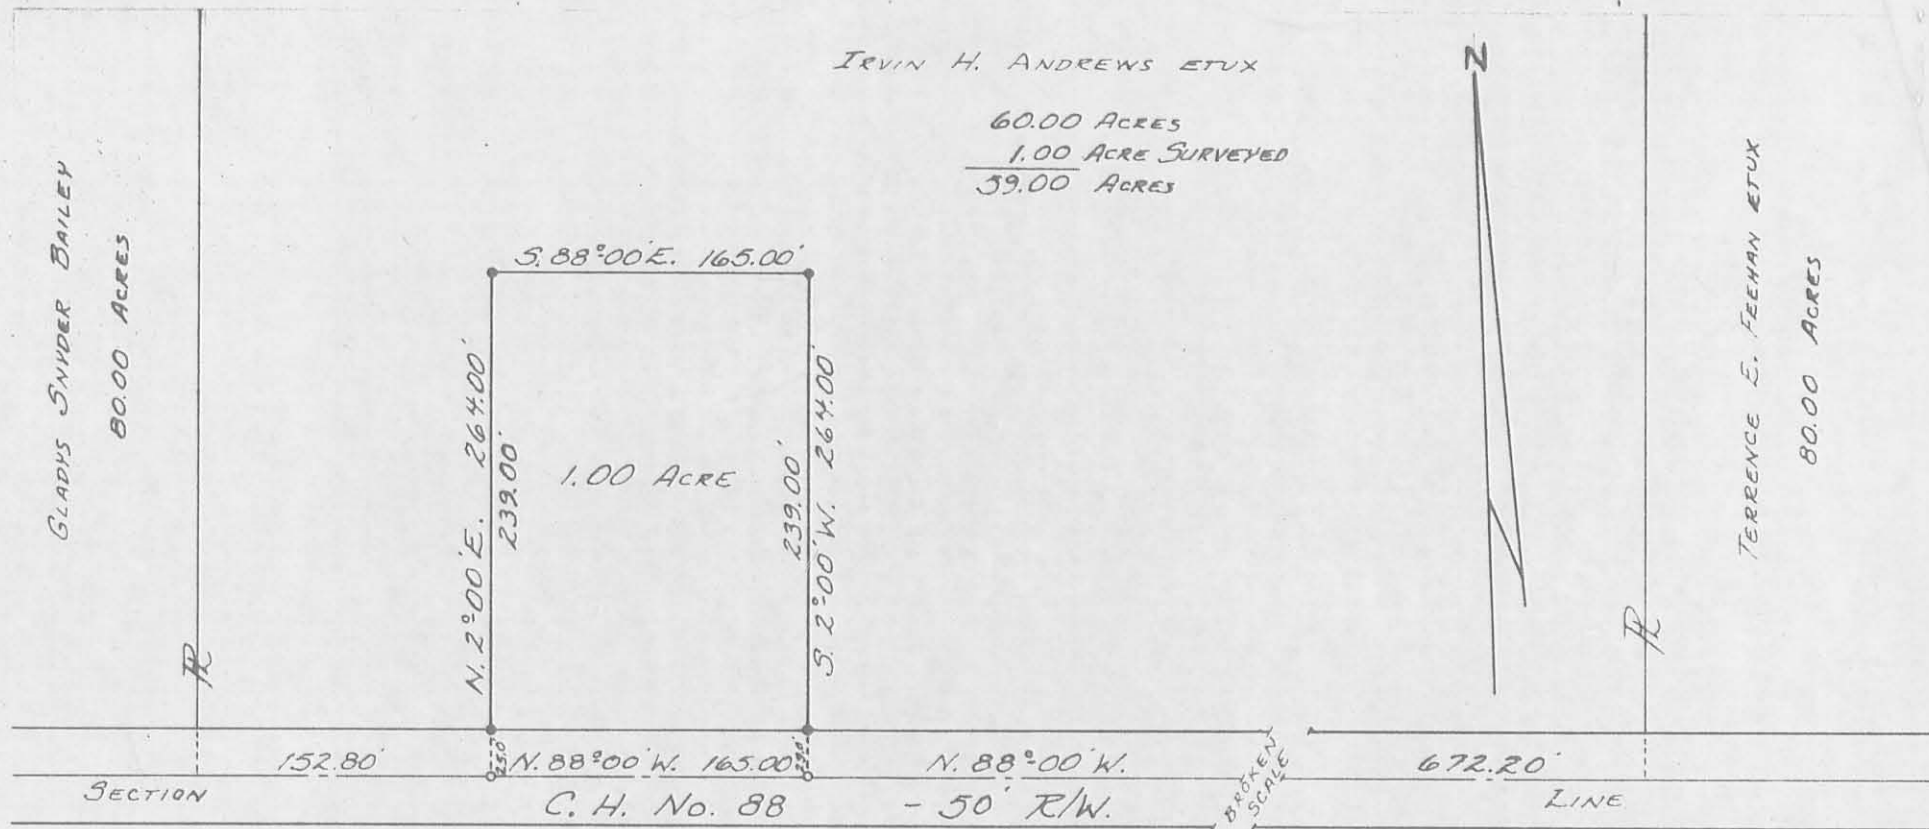 IRVIN H. ANDREWS ETUX
60.00 ACRES
1.00 ACRE SURVEYED
59.00 ACRES
GLADYS SNYDER BAILEY
80.00 ACRES
N
TERRENCE E. FEEHAN ETUX
80.00 ACRES
S. 88°00' E. 165.00'
N. 2°00' E. 264.00'
239.00'
1.00 ACRE
239.00'
S. 2°00' W. 264.00'
PL
PL
152.80'
25.0'
N. 88°00' W. 165.00'
25.0'
N. 88°00' W.
BROKEN SCALE
672.20'
SECTION
C. H. No. 88 - 50' R/W.
LINE